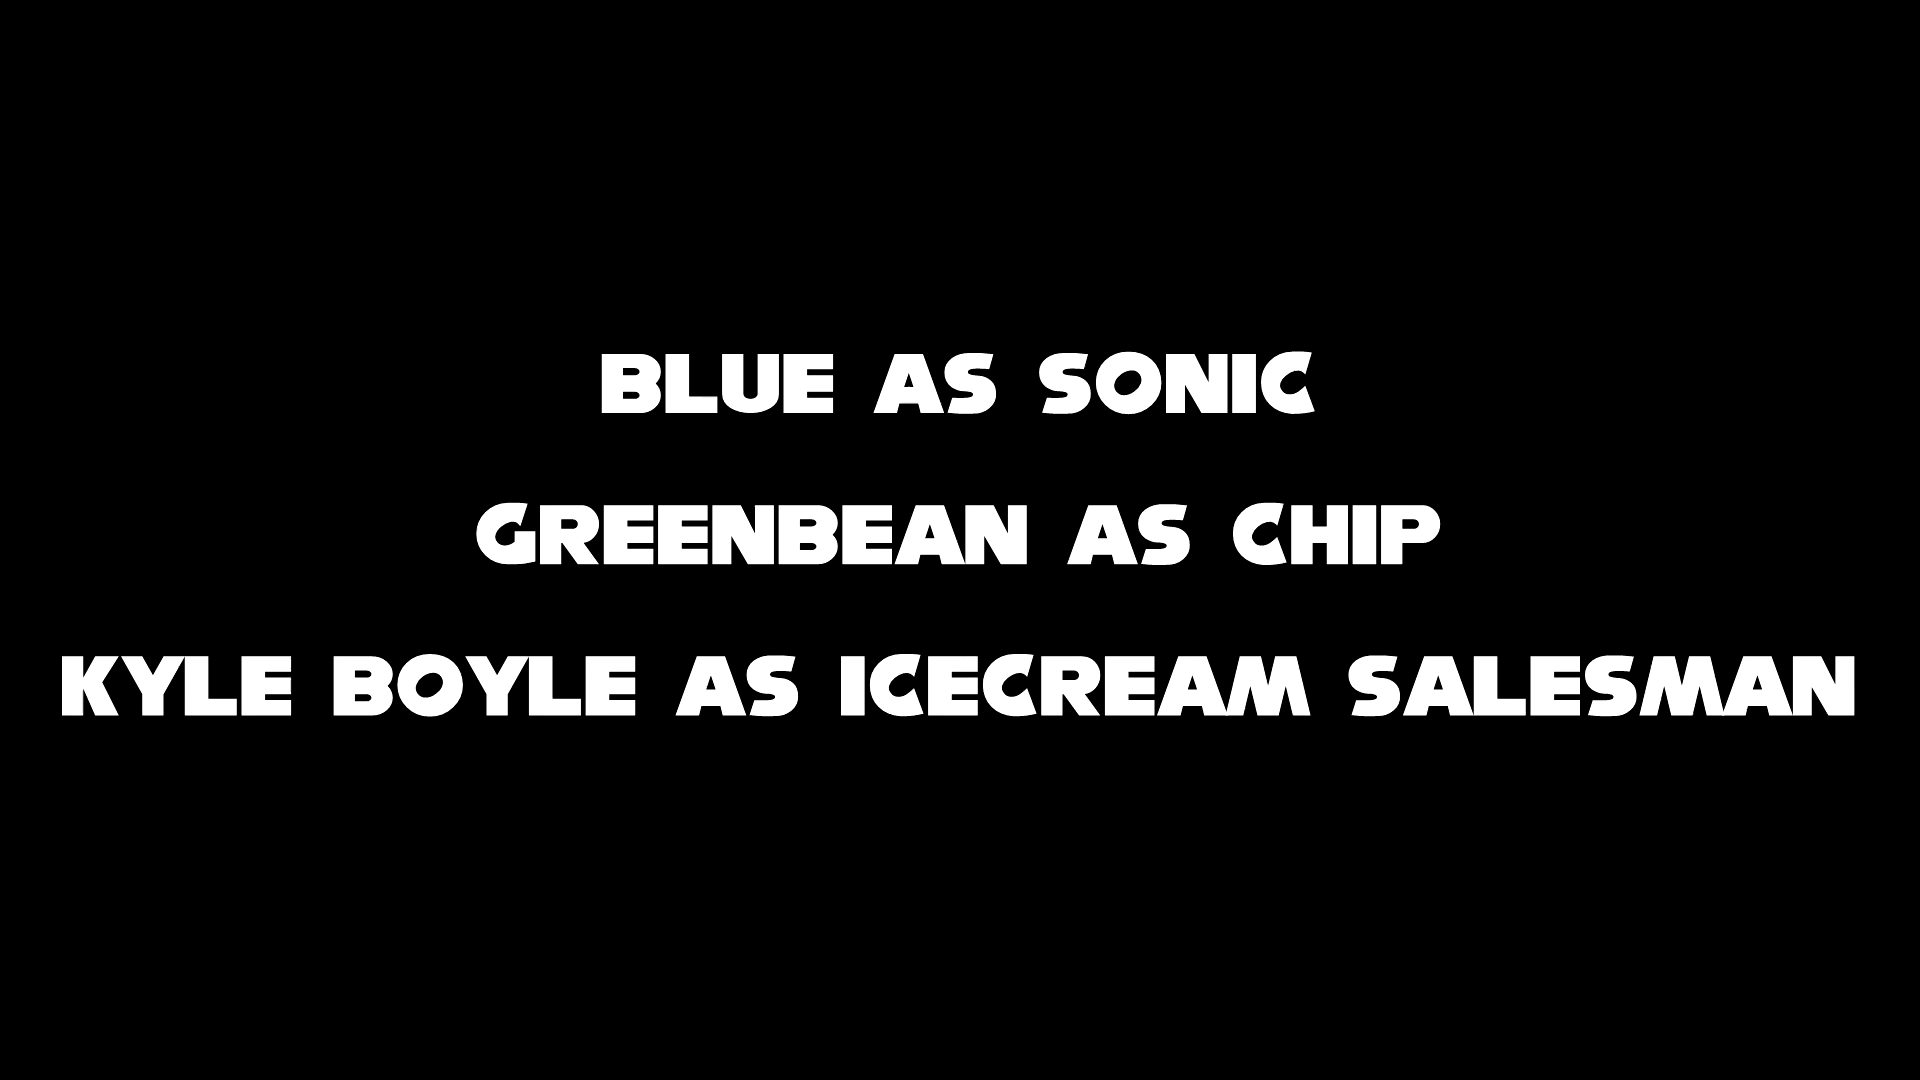 BLUE AS SONIC
GREENBEAN AS CHIP
KYLE BOYLE AS ICECREAM SALESMAN